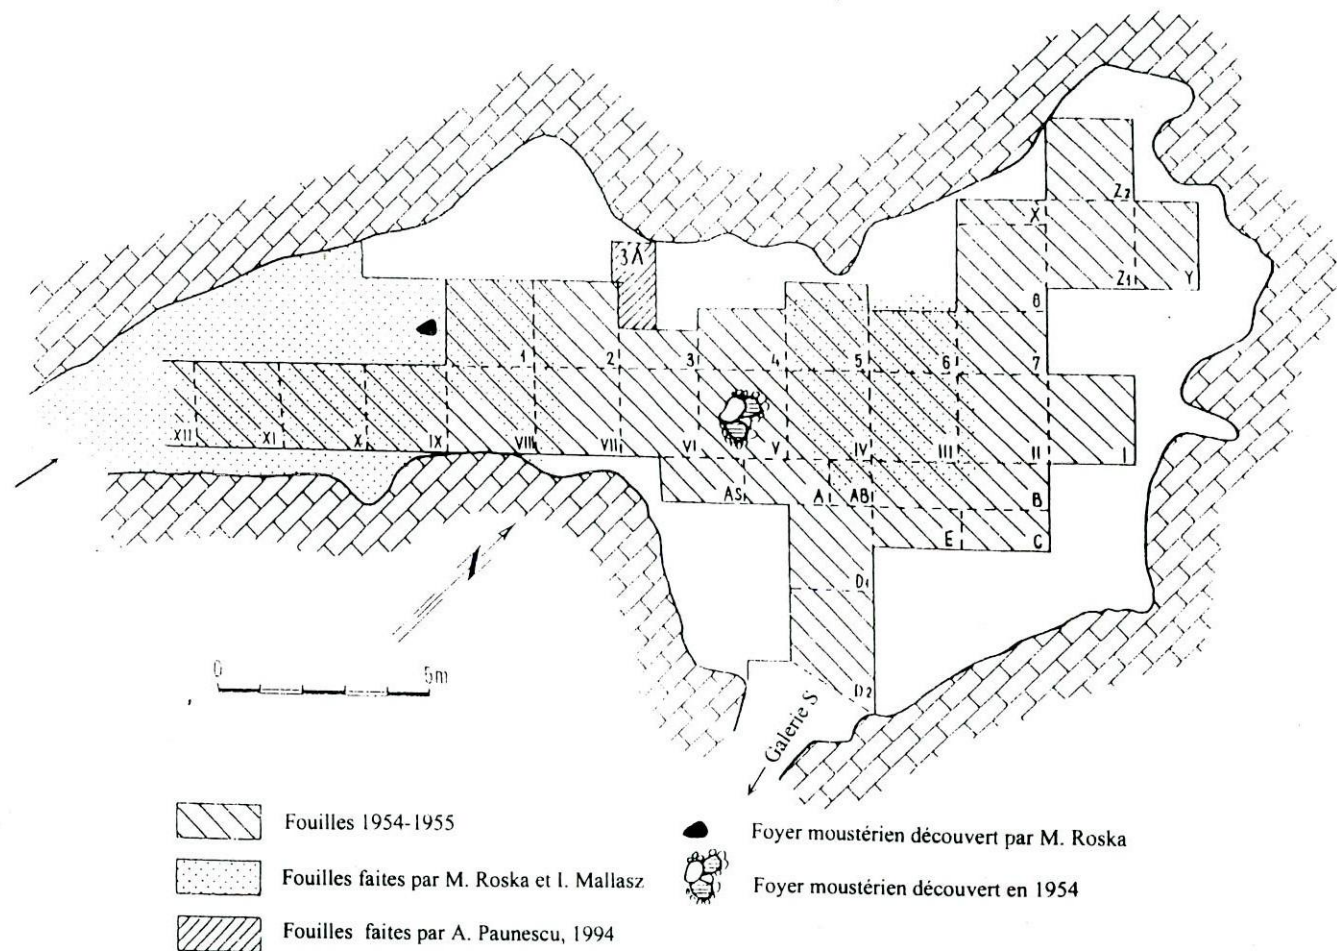 3A
Z2
X
Z1
Y
8
1
2
3
4
5
6
7
XII
XI
X
IX
VIII
VII
VI
V
IV
III
II
I
AS
A
AB
B
E
C
D1
D2
0
5m
Galerie S
Fouilles 1954-1955
Foyer moustérien découvert par M. Roska
Fouilles faites par M. Roska et I. Mallasz
Foyer moustérien découvert en 1954
Fouilles faites par A. Paunescu, 1994